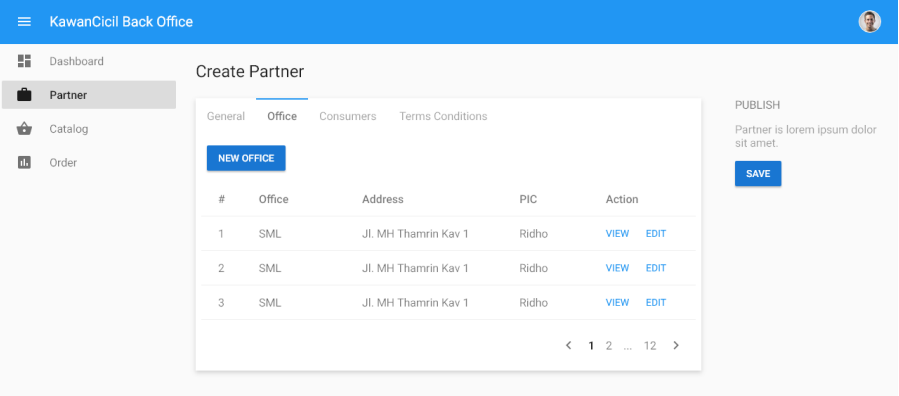 KawanCicil Back Office
Dashboard
Partner
Catalog
Order
Create Partner
General Office Consumers Terms Conditions
NEW OFFICE
# Office Address PIC Action
1 SML Jl. MH Thamrin Kav 1 Ridho VIEW EDIT
2 SML Jl. MH Thamrin Kav 1 Ridho VIEW EDIT
3 SML Jl. MH Thamrin Kav 1 Ridho VIEW EDIT
1 2 ... 12
PUBLISH
Partner is lorem ipsum dolor
sit amet.
SAVE